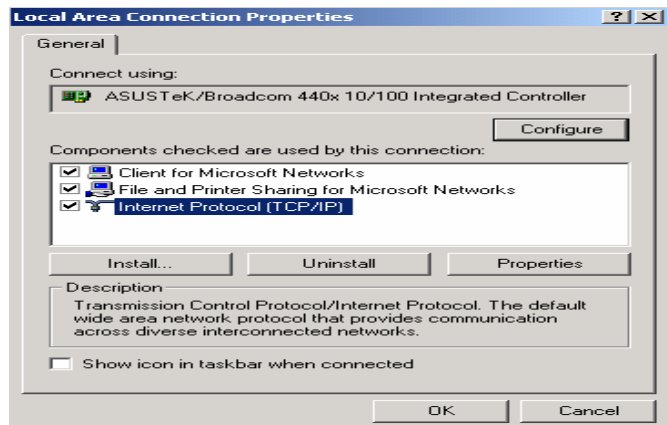 Local Area Connection Properties
General
Connect using:
ASUSTeK/Broadcom 440x 10/100 Integrated Controller
Configure
Components checked are used by this connection:
Client for Microsoft Networks
File and Printer Sharing for Microsoft Networks
Internet Protocol (TCP/IP)
Install... Uninstall Properties
Description
Transmission Control Protocol/Internet Protocol. The default
wide area network protocol that provides communication
across diverse interconnected networks.
Show icon in taskbar when connected
OK Cancel